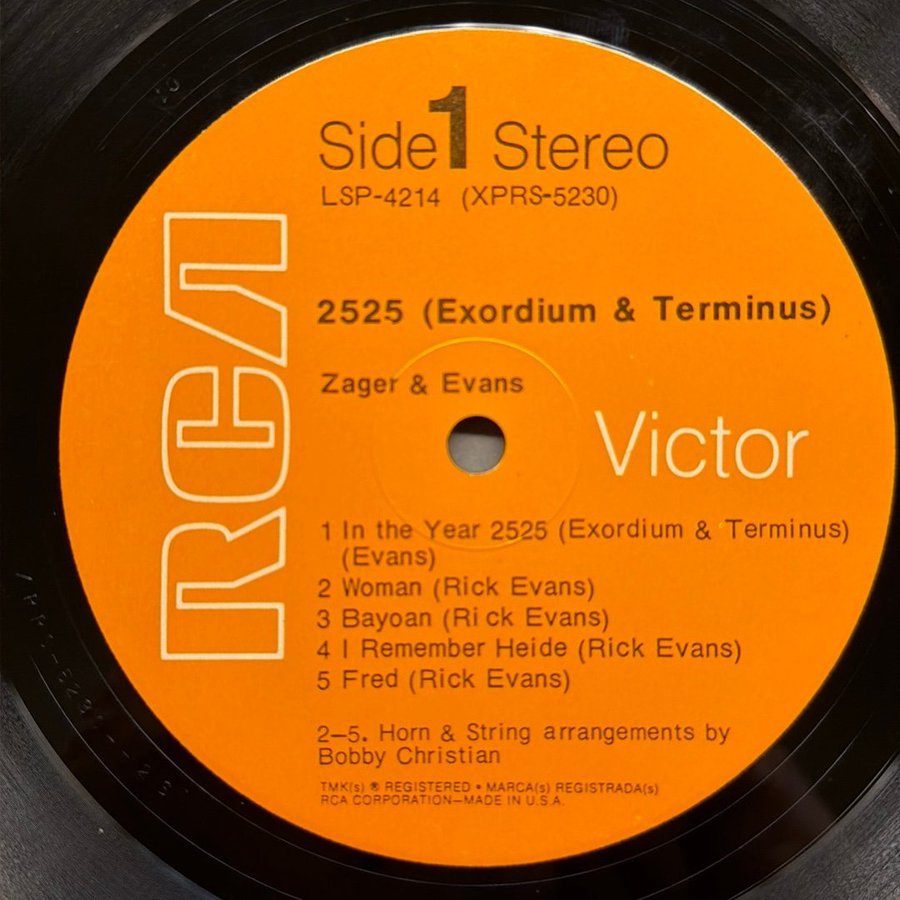 Side 1 Stereo
LSP-4214 (XPRS-5230)
RCA
2525 (Exordium & Terminus)
Zager & Evans
Victor
1 In the Year 2525 (Exordium & Terminus)
(Evans)
2 Woman (Rick Evans)
3 Bayoan (Rick Evans)
4 I Remember Heide (Rick Evans)
5 Fred (Rick Evans)
2–5. Horn & String arrangements by
Bobby Christian
TMK(s) ® REGISTERED • MARCA(s) REGISTRADA(s)
RCA CORPORATION—MADE IN U.S.A.